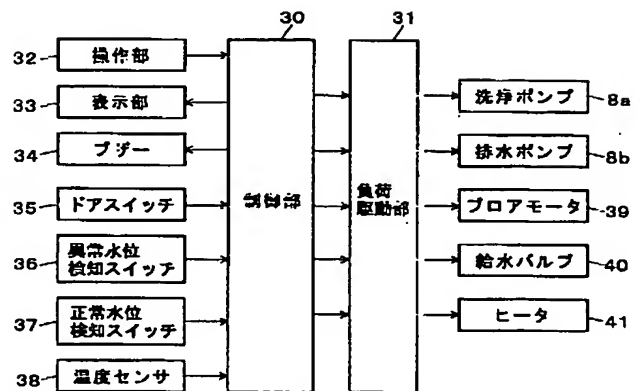 30
31
32
操作部
33
表示部
34
ブザー
35
ドアスイッチ
36
異常水位
検知スイッチ
37
正常水位
検知スイッチ
38
温度センサ
制御部
負荷
駆動部
洗浄ポンプ
8a
排水ポンプ
8b
ブロアモータ
39
給水バルブ
40
ヒータ
41